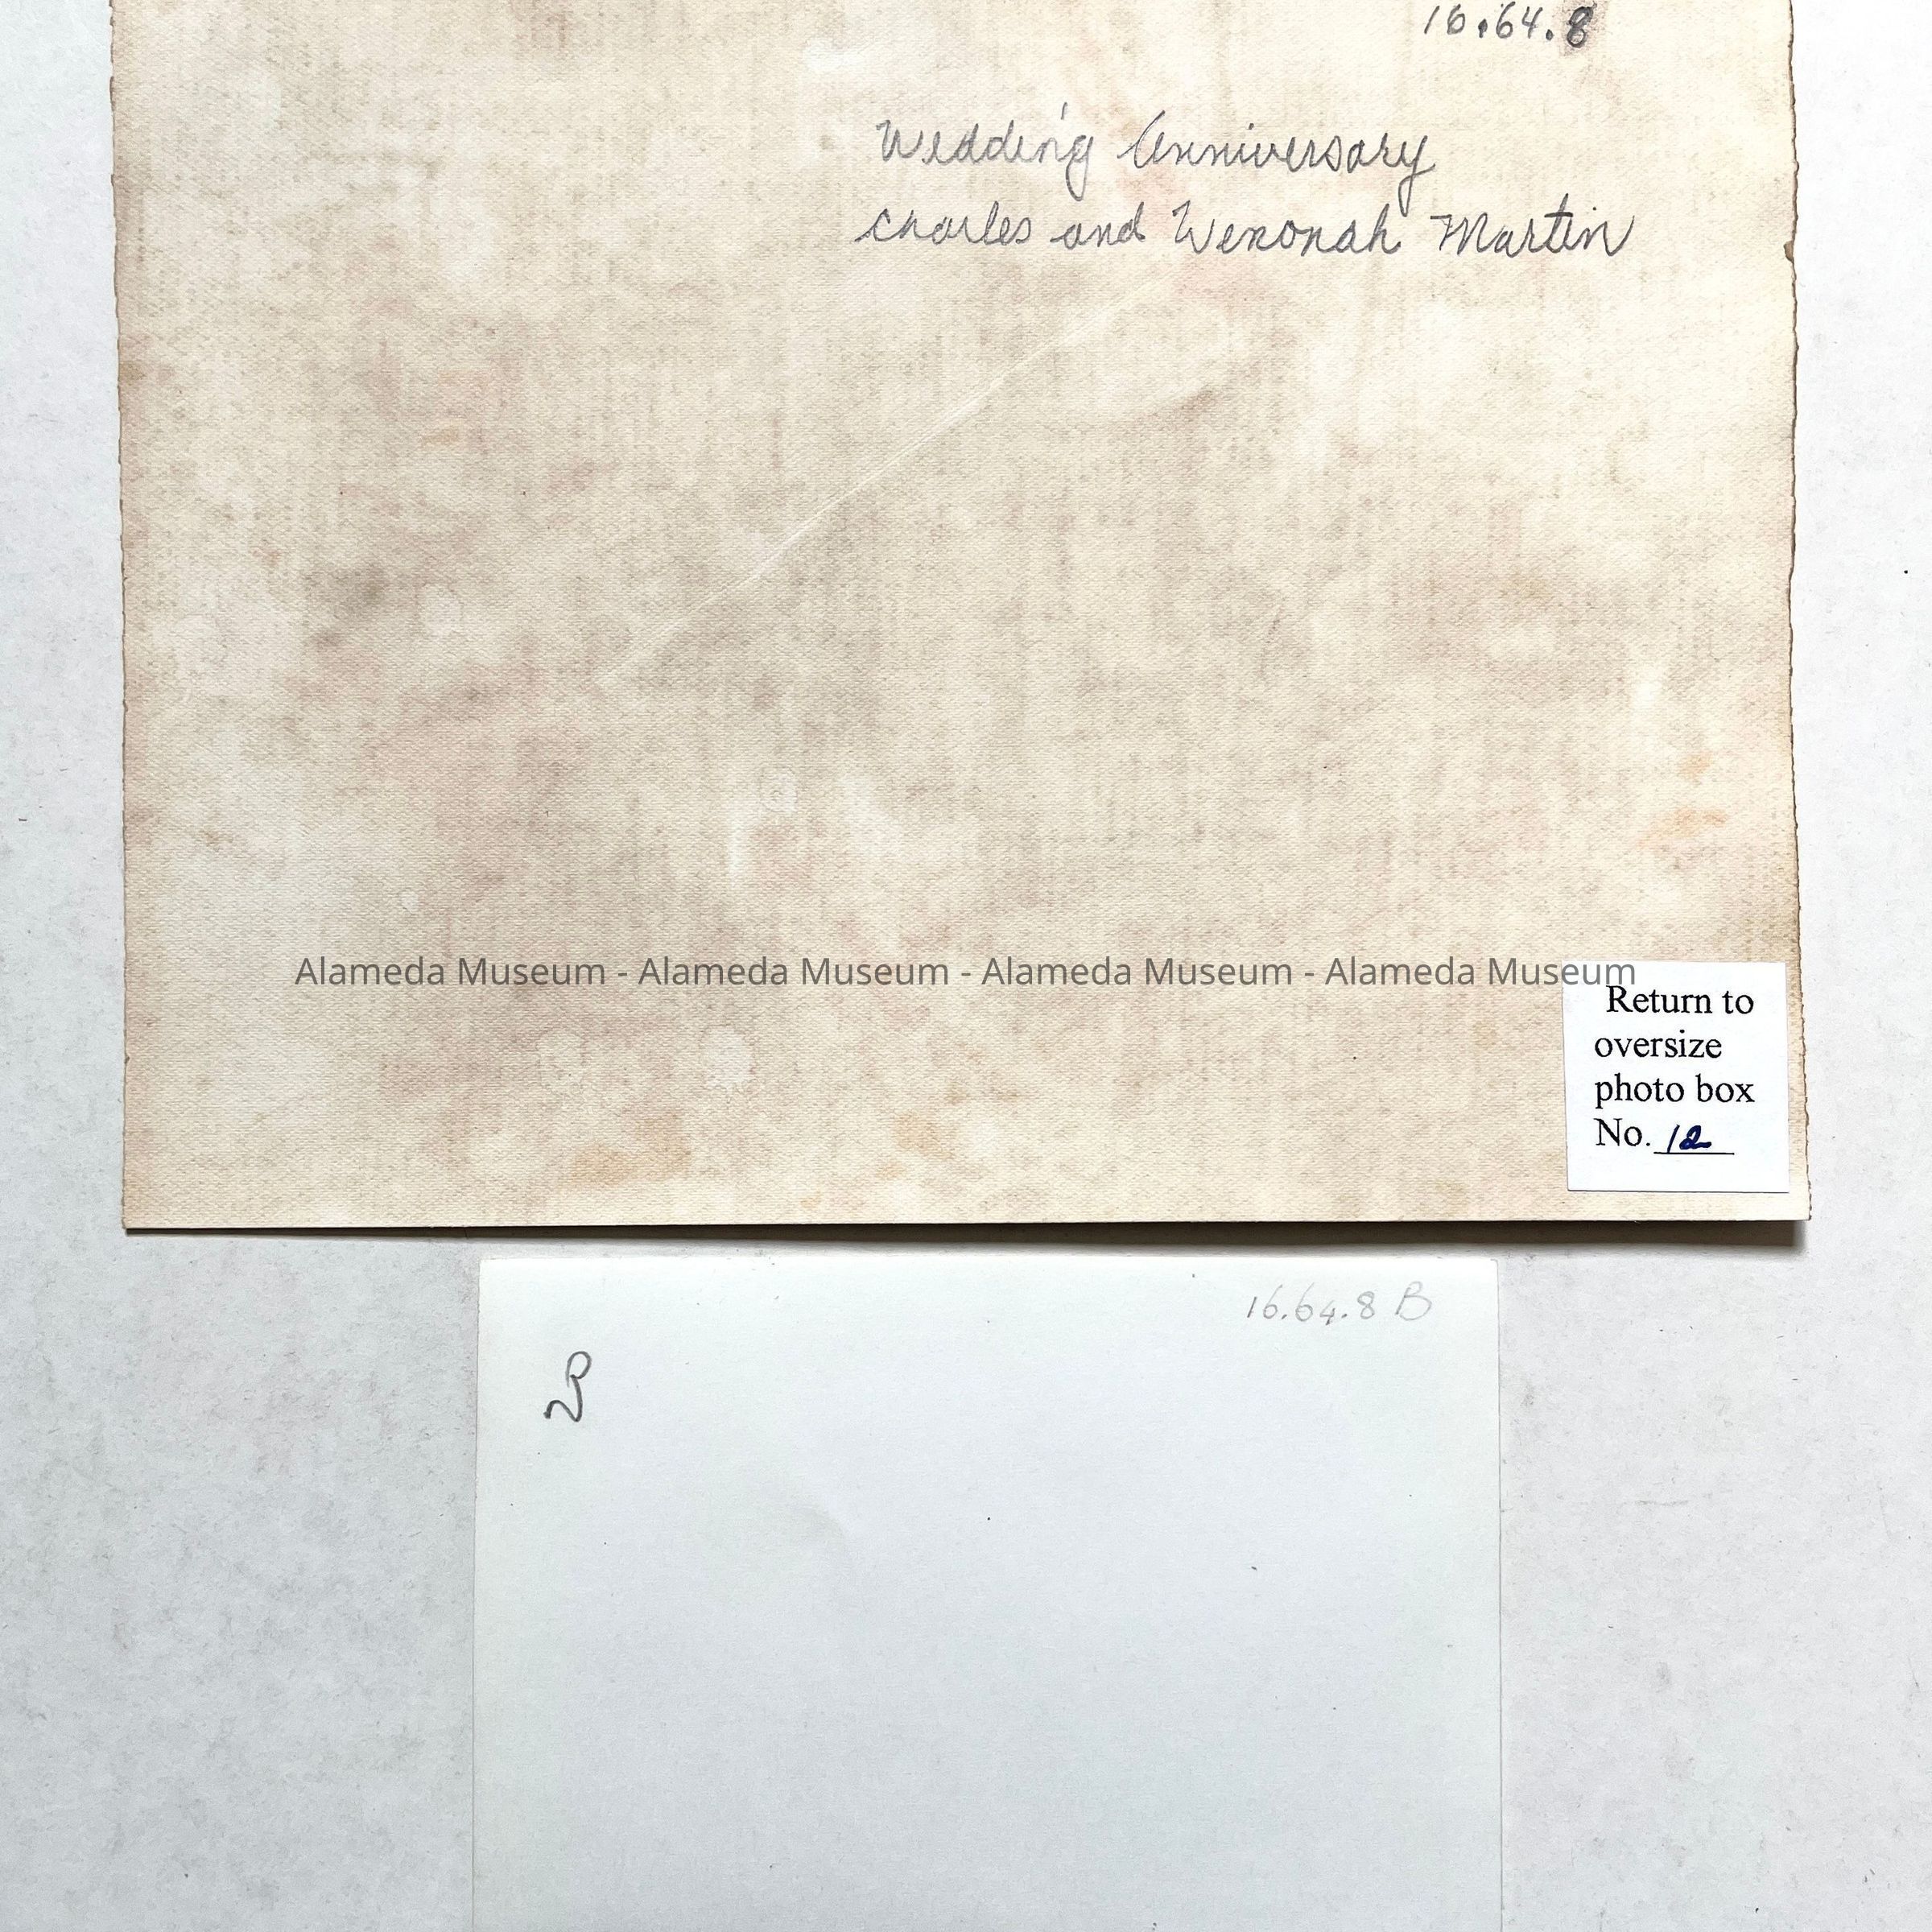 16.64.8
Wedding Anniversary
Charles and Wenonah Martin
Alameda Museum - Alameda Museum - Alameda Museum - Alameda Museum
Return to
oversize
photo box
No. 12
16.64.8 B